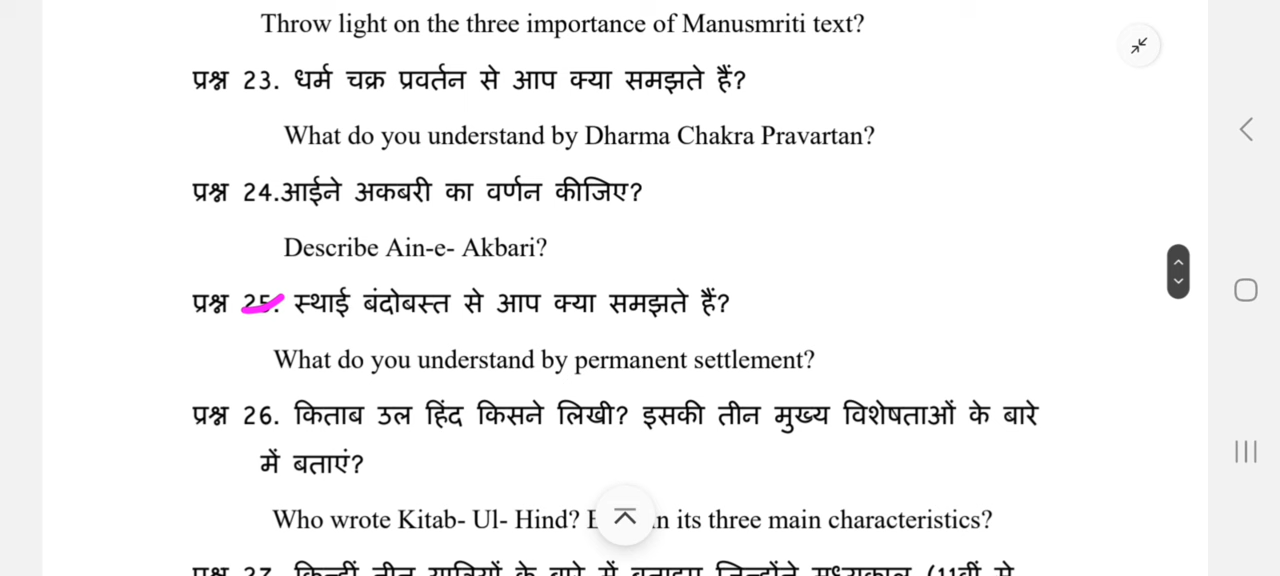 Throw light on the three importance of Manusmriti text?
प्रश्न 23. धर्म चक्र प्रवर्तन से आप क्या समझते हैं?
What do you understand by Dharma Chakra Pravartan?
प्रश्न 24.आईने अकबरी का वर्णन कीजिए?
Describe Ain-e- Akbari?
प्रश्न 25. स्थाई बंदोबस्त से आप क्या समझते हैं?
What do you understand by permanent settlement?
प्रश्न 26. किताब उल हिंद किसने लिखी? इसकी तीन मुख्य विशेषताओं के बारे
में बताएं?
Who wrote Kitab- Ul- Hind? its three main characteristics?